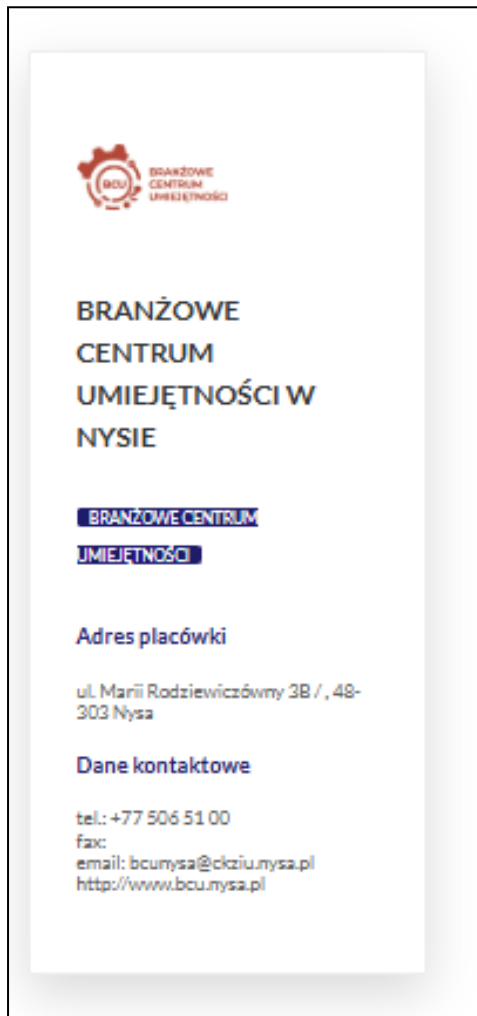 BCU
BRANŻOWE
CENTRUM
UMIEJĘTNOŚCI
BRANŻOWE
CENTRUM
UMIEJĘTNOŚCI W
NYSIE
BRANŻOWE CENTRUM
UMIEJĘTNOŚCI
Adres placówki
ul. Marii Rodziewiczówny 3B / , 48-
303 Nysa
Dane kontaktowe
tel.: +77 506 51 00
fax:
email: bcunysa@ckziu.nysa.pl
http://www.bcu.nysa.pl